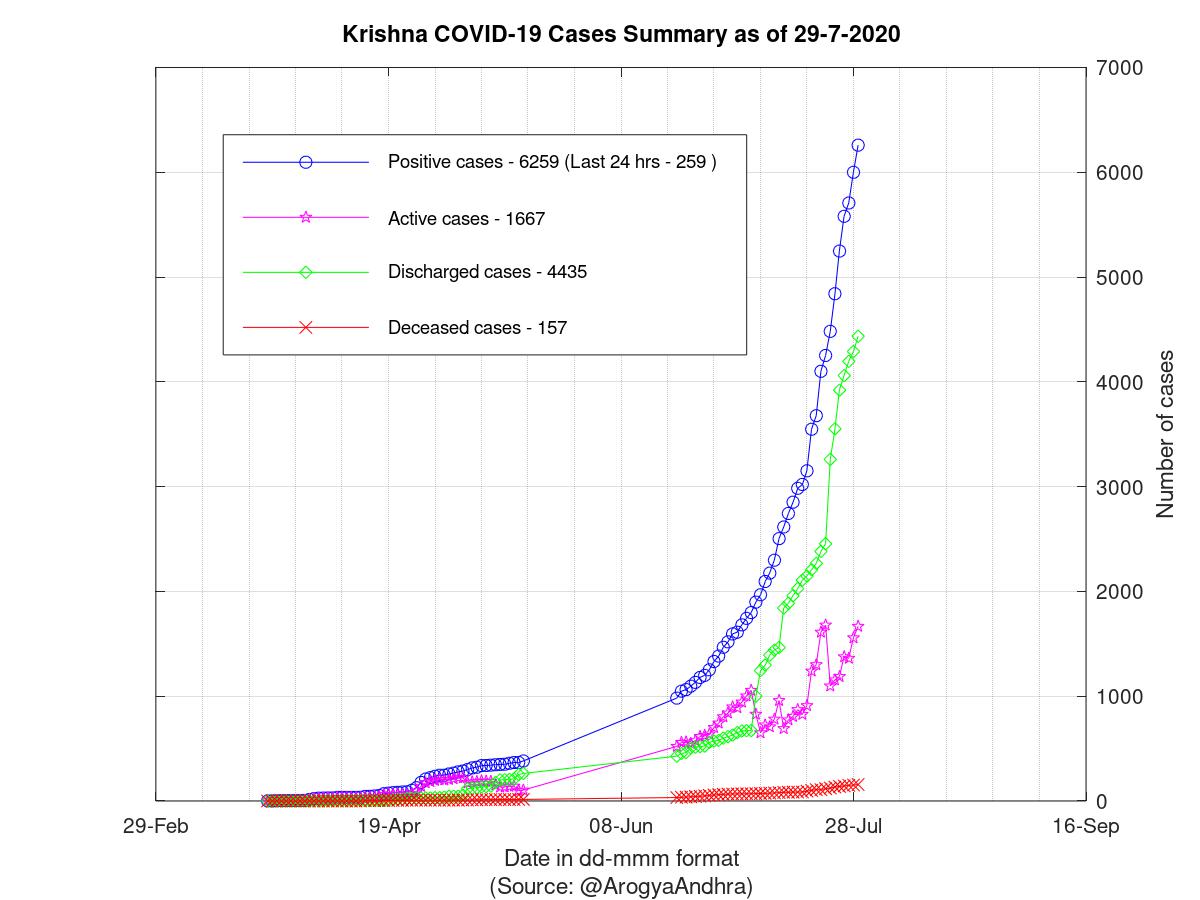 Krishna COVID-19 Cases Summary as of 29-7-2020
7000
6000
5000
4000
3000
2000
1000
0
Number of cases
Positive cases - 6259 (Last 24 hrs - 259 )
Active cases - 1667
Discharged cases - 4435
Deceased cases - 157
29-Feb
19-Apr
08-Jun
28-Jul
16-Sep
Date in dd-mmm format
(Source: @ArogyaAndhra)